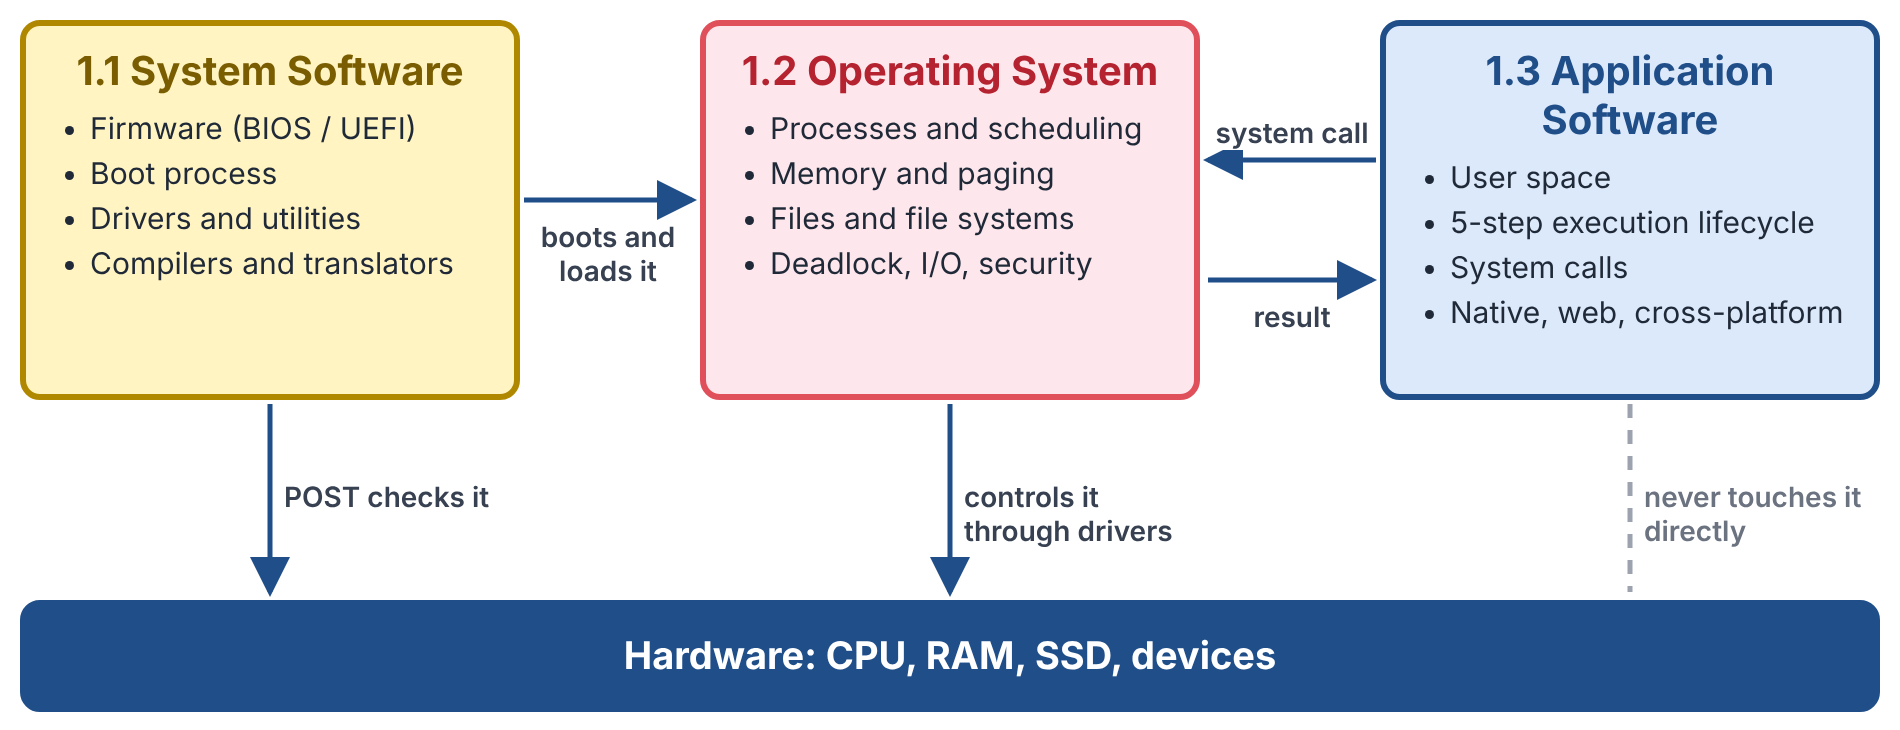 1.1 System Software
• Firmware (BIOS / UEFI)
• Boot process
• Drivers and utilities
• Compilers and translators
boots and
loads it
1.2 Operating System
• Processes and scheduling
• Memory and paging
• Files and file systems
• Deadlock, I/O, security
system call
result
1.3 Application
Software
• User space
• 5-step execution lifecycle
• System calls
• Native, web, cross-platform
POST checks it
controls it
through drivers
never touches it
directly
Hardware: CPU, RAM, SSD, devices